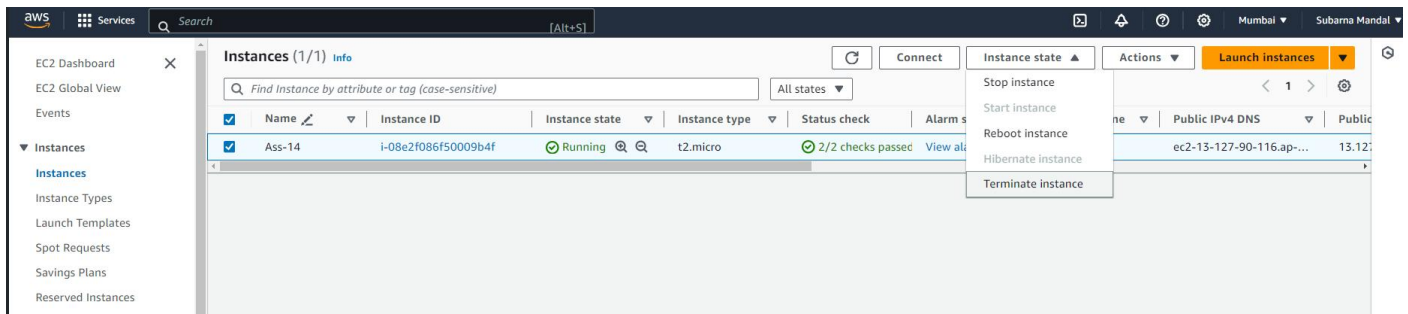 aws Services Search [Alt+S] Mumbai Subarna Mandal
EC2 Dashboard
EC2 Global View
Events
Instances
Instances
Instance Types
Launch Templates
Spot Requests
Savings Plans
Reserved Instances
Instances (1/1) Info Connect Instance state Actions Launch instances
Find Instance by attribute or tag (case-sensitive) All states 1
Stop instance
Start instance
Reboot instance
Hibernate instance
Terminate instance
Name Instance ID Instance state Instance type Status check Alarm s ne Public IPv4 DNS Public
Ass-14 i-08e2f086f50009b4f Running t2.micro 2/2 checks passed View ala ec2-13-127-90-116.ap-... 13.127